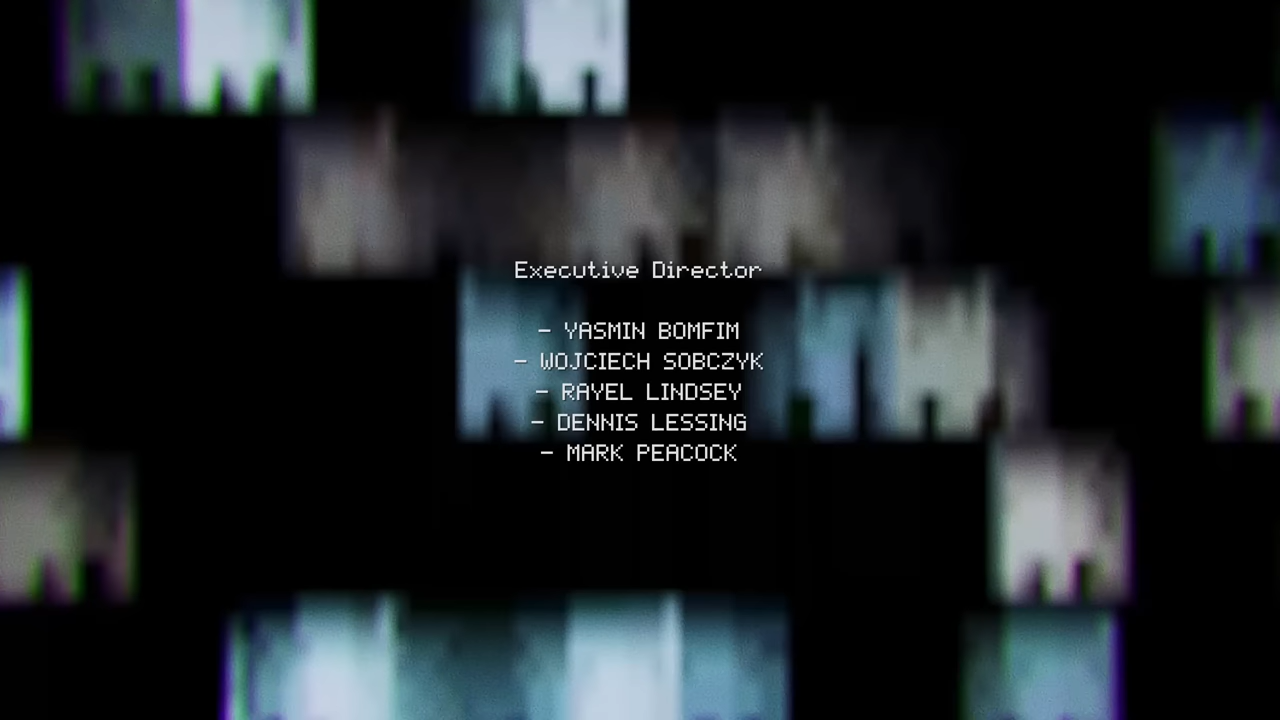 Executive Director
- YASMIN BOMFIM
- WOJCIECH SOBCZYK
- RAYEL LINDSEY
- DENNIS LESSING
- MARK PEACOCK